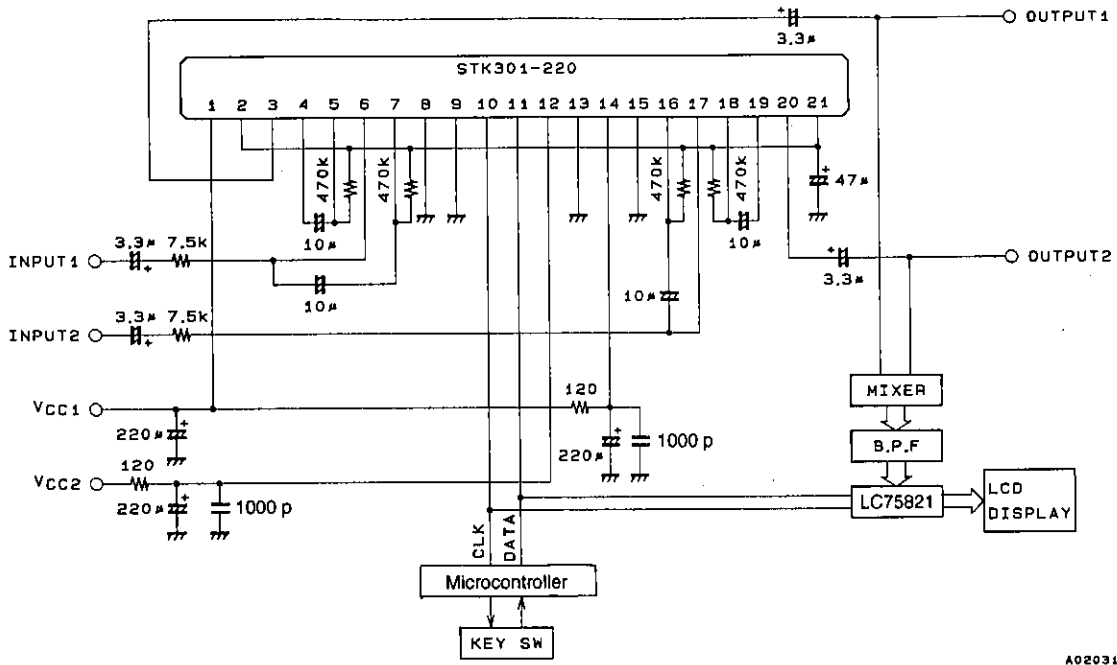 OUTPUT1
3.3μ
STK301-220
1 2 3 4 5 6 7 8 9 10 11 12 13 14 15 16 17 18 19 20 21
470k 470k 470k 470k
47μ
10μ
10μ
3.3μ 7.5k
INPUT1
10μ
10μ
3.3μ
OUTPUT2
3.3μ 7.5k
INPUT2
MIXER
VCC1
120
220μ
220μ
1000 p
B.P.F
120
VCC2
220μ
1000 p
LC75821
LCD
DISPLAY
CLK
DATA
Microcontroller
KEY SW
A02031